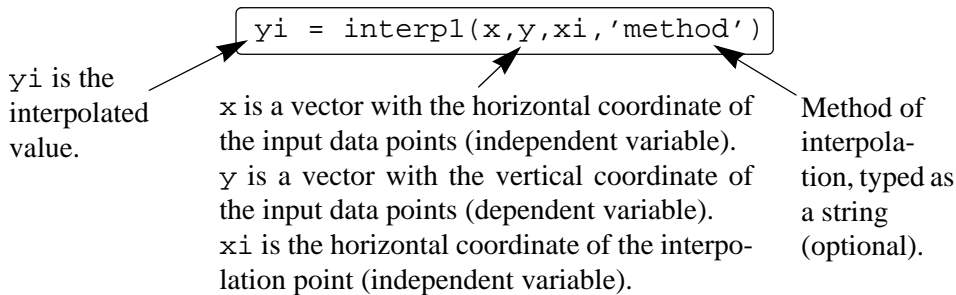 yi = interp1(x,y,xi,'method')
yi is the
interpolated
value.
x is a vector with the horizontal coordinate of
the input data points (independent variable).
y is a vector with the vertical coordinate of
the input data points (dependent variable).
xi is the horizontal coordinate of the interpo-
lation point (independent variable).
Method of
interpola-
tion, typed as
a string
(optional).